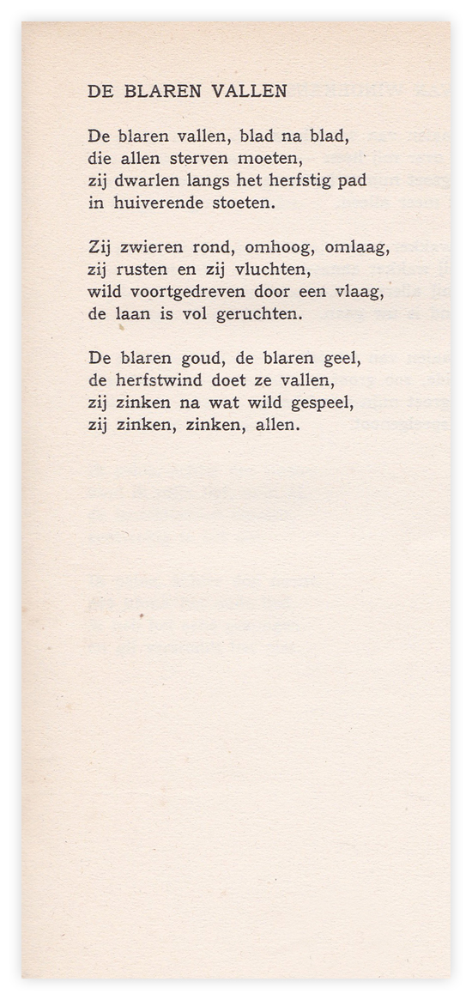 DE BLAREN VALLEN
De blaren vallen, blad na blad,
die allen sterven moeten,
zij dwarlen langs het herfstig pad
in huiverende stoeten.
Zij zwieren rond, omhoog, omlaag,
zij rusten en zij vluchten,
wild voortgedreven door een vlaag,
de laan is vol geruchten.
De blaren goud, de blaren geel,
de herfstwind doet ze vallen,
zij zinken na wat wild gespeel,
zij zinken, zinken, allen.